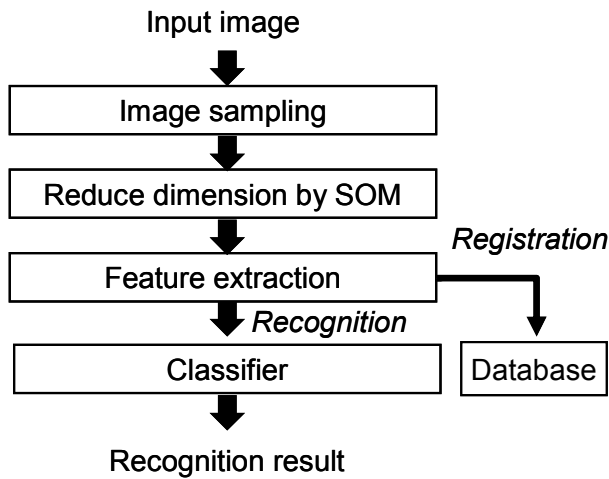 Input image
Image sampling
Reduce dimension by SOM
Registration
Feature extraction
Recognition
Classifier
Database
Recognition result